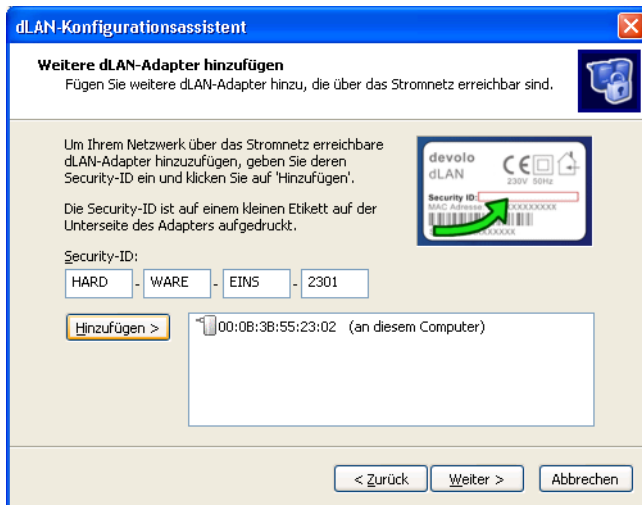 dLAN-Konfigurationsassistent
Weitere dLAN-Adapter hinzufügen
Fügen Sie weitere dLAN-Adapter hinzu, die über das Stromnetz erreichbar sind.
Um Ihrem Netzwerk über das Stromnetz erreichbare
dLAN-Adapter hinzuzufügen, geben Sie deren
Security-ID ein und klicken Sie auf 'Hinzufügen'.
Die Security-ID ist auf einem kleinen Etikett auf der
Unterseite des Adapters aufgedruckt.
devolo
dLAN
CE
230V 50Hz
Security ID:
MAC Adresse
Security-ID:
HARD - WARE - EINS - 2301
Hinzufügen >
00:0B:3B:55:23:02 (an diesem Computer)
< Zurück
Weiter >
Abbrechen